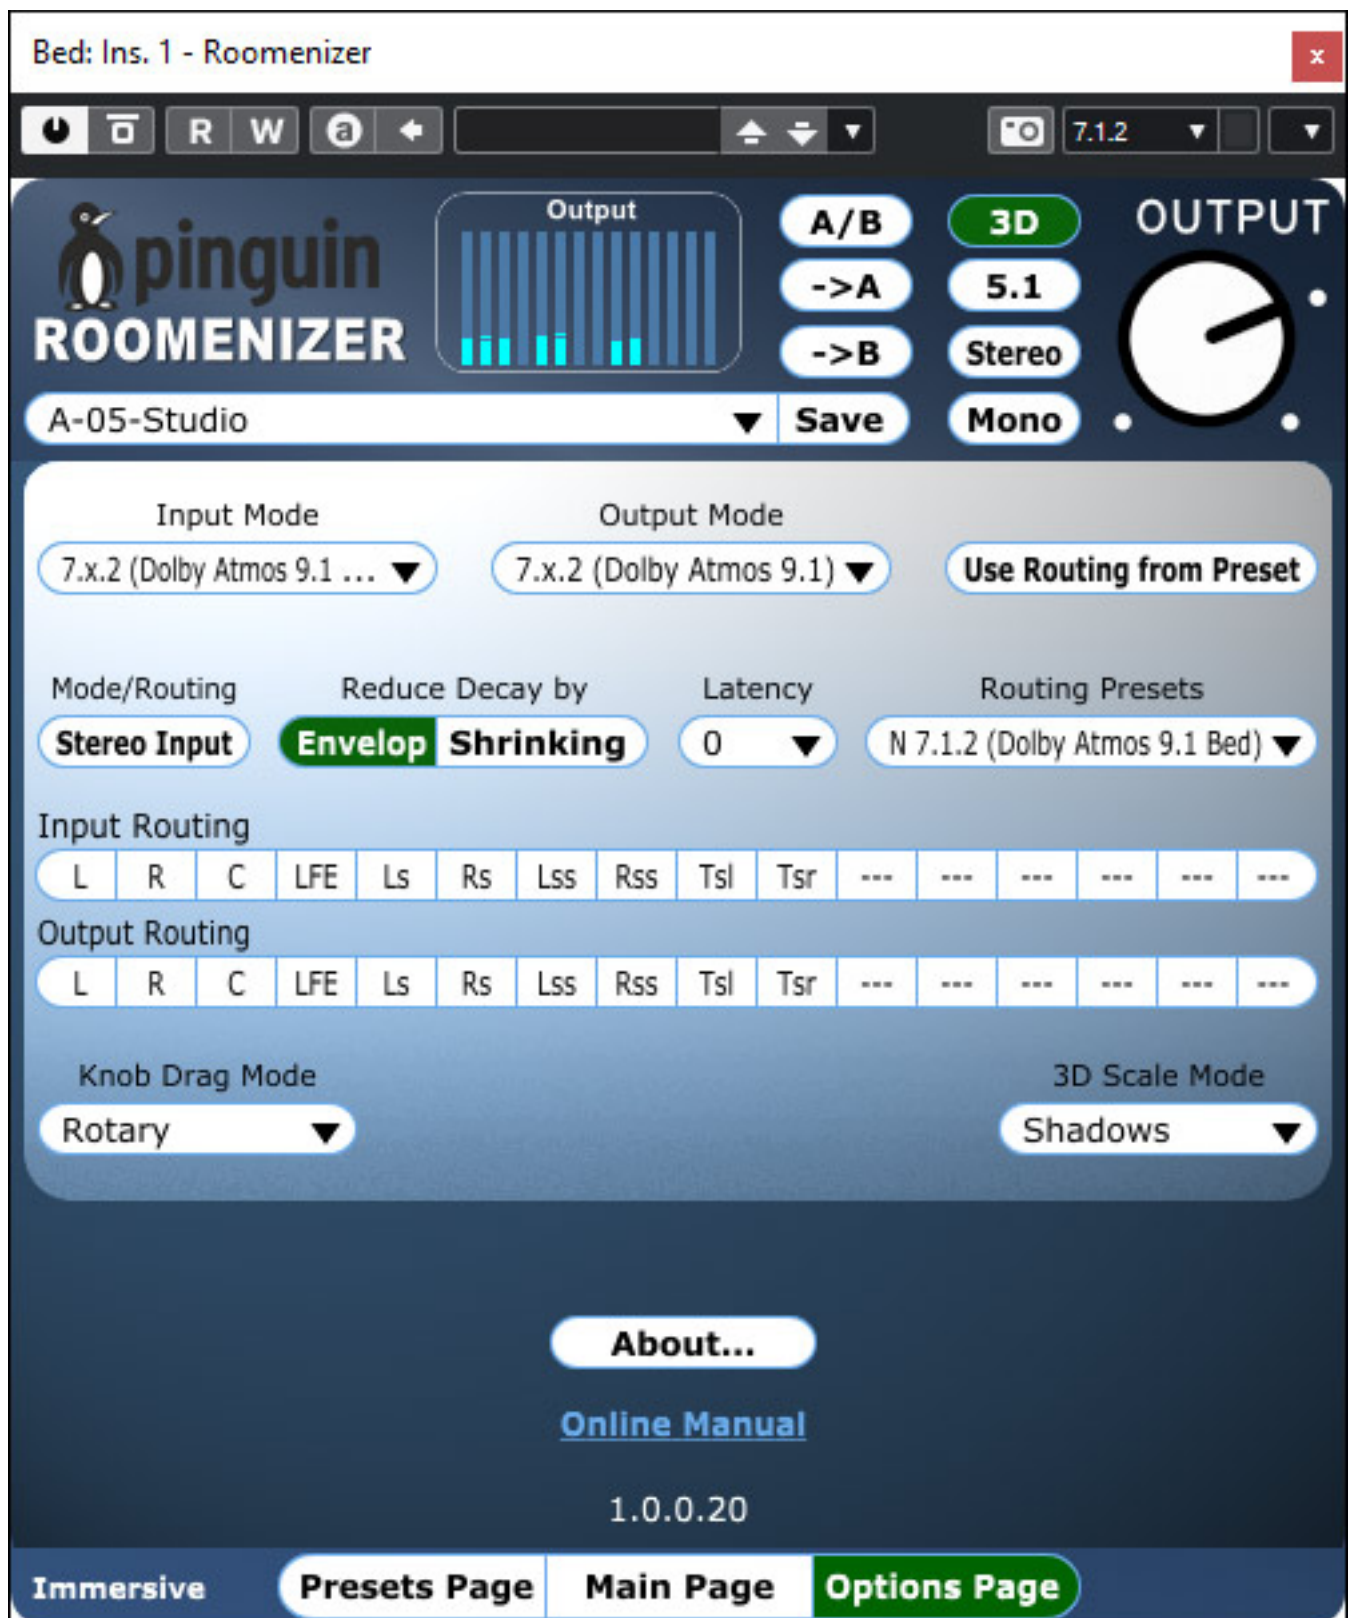 Bed: Ins. 1 - Roomenizer x
R W a 7.1.2
pinguin
ROOMENIZER
Output
A/B 3D OUTPUT
->A 5.1
->B Stereo
A-05-Studio Save Mono
Input Mode Output Mode
7.x.2 (Dolby Atmos 9.1 ... 7.x.2 (Dolby Atmos 9.1) Use Routing from Preset
Mode/Routing Reduce Decay by Latency Routing Presets
Stereo Input Envelop Shrinking 0 N 7.1.2 (Dolby Atmos 9.1 Bed)
Input Routing
L R C LFE Ls Rs Lss Rss Tsl Tsr --- --- --- --- --- ---
Output Routing
L R C LFE Ls Rs Lss Rss Tsl Tsr --- --- --- --- --- ---
Knob Drag Mode 3D Scale Mode
Rotary Shadows
About...
Online Manual
1.0.0.20
Immersive Presets Page Main Page Options Page